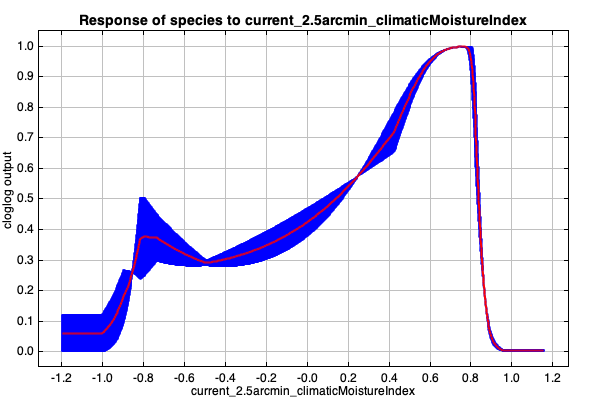 Response of species to current_2.5arcmin_climaticMoistureIndex
cloglog output
1.0
0.9
0.8
0.7
0.6
0.5
0.4
0.3
0.2
0.1
0.0
-1.2 -1.0 -0.8 -0.6 -0.4 -0.2 -0.0 0.2 0.4 0.6 0.8 1.0 1.2
current_2.5arcmin_climaticMoistureIndex